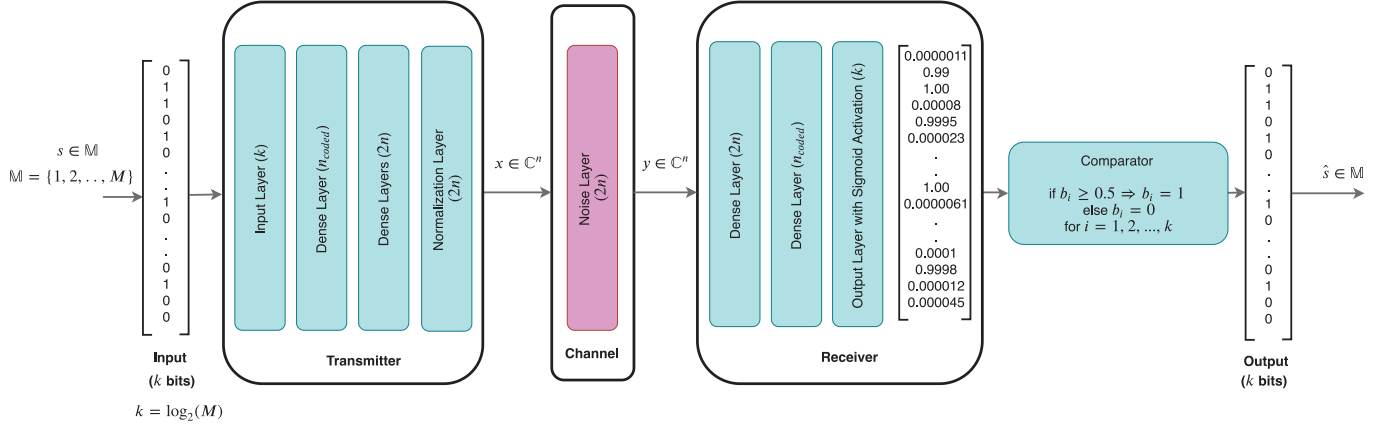 s ∈ 𝕄
𝕄 = {1, 2, . . , M}
0
1
1
0
1
0
.
.
1
0
.
.
0
1
0
0
Input
(k bits)
k = log₂(M)
Input Layer (k)
Dense Layer (n_coded)
Dense Layers (2n)
Normalization Layer
(2n)
Transmitter
x ∈ ℂⁿ
Noise Layer
(2n)
Channel
y ∈ ℂⁿ
Dense Layer (2n)
Dense Layer (n_coded)
Output Layer with Sigmoid Activation (k)
0.0000011
0.99
1.00
0.00008
0.9995
0.000023
.
.
1.00
0.0000061
.
.
0.0001
0.9998
0.000012
0.000045
Receiver
Comparator
if bᵢ ≥ 0.5 ⇒ bᵢ = 1
else bᵢ = 0
for i = 1, 2, ..., k
0
1
1
0
1
0
.
.
1
0
.
.
0
1
0
0
Output
(k bits)
ŝ ∈ 𝕄